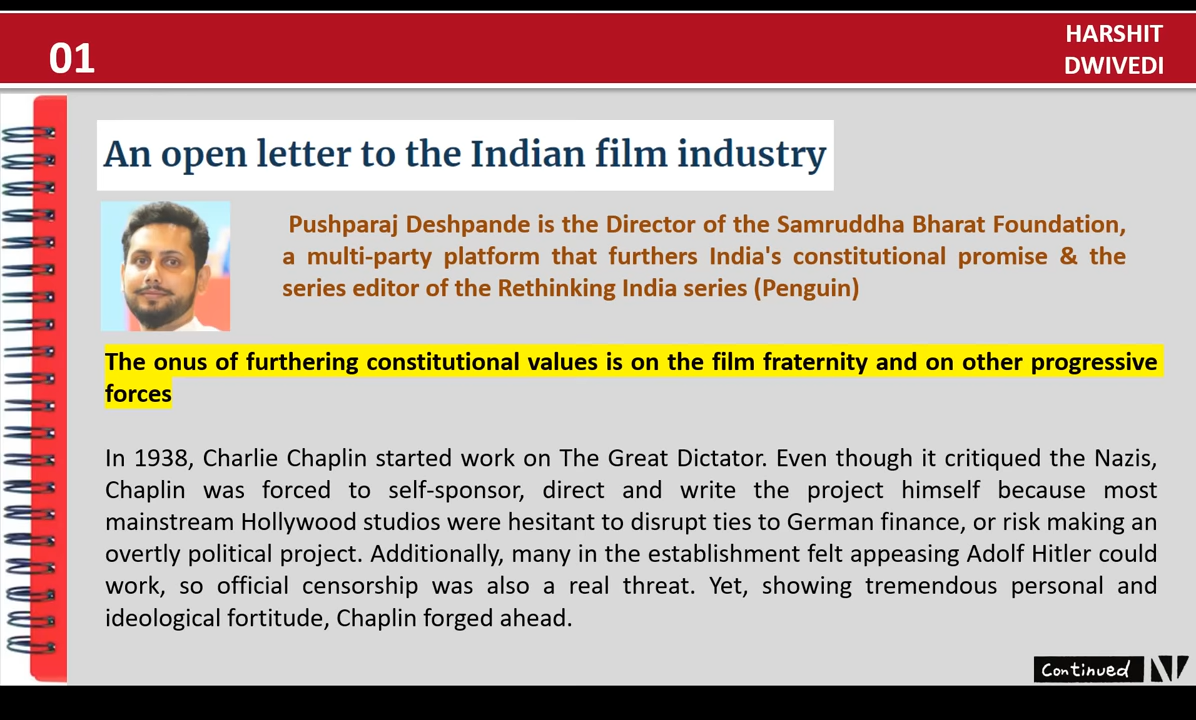 01
HARSHIT
DWIVEDI
An open letter to the Indian film industry
Pushparaj Deshpande is the Director of the Samruddha Bharat Foundation,
a multi-party platform that furthers India's constitutional promise & the
series editor of the Rethinking India series (Penguin)
The onus of furthering constitutional values is on the film fraternity and on other progressive
forces
In 1938, Charlie Chaplin started work on The Great Dictator. Even though it critiqued the Nazis,
Chaplin was forced to self-sponsor, direct and write the project himself because most
mainstream Hollywood studios were hesitant to disrupt ties to German finance, or risk making an
overtly political project. Additionally, many in the establishment felt appeasing Adolf Hitler could
work, so official censorship was also a real threat. Yet, showing tremendous personal and
ideological fortitude, Chaplin forged ahead.
Continued